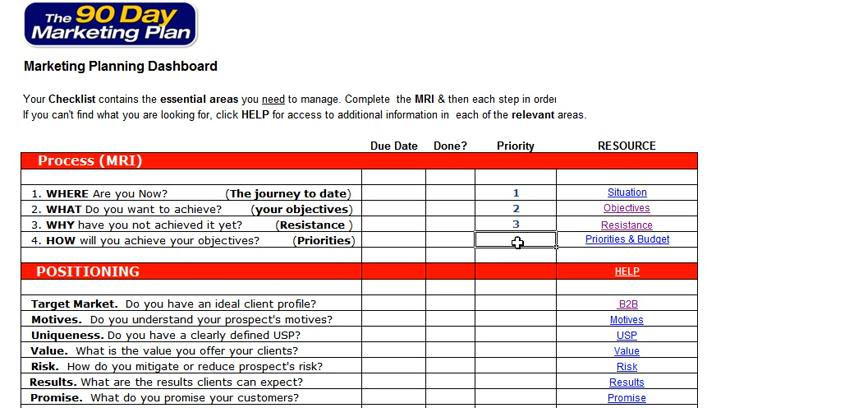 The 90 Day
Marketing Plan
Marketing Planning Dashboard
Your Checklist contains the essential areas you need to manage. Complete the MRI & then each step in order
If you can't find what you are looking for, click HELP for access to additional information in each of the relevant areas.
Due Date Done? Priority RESOURCE
Process (MRI)
1. WHERE Are you Now? (The journey to date) 1 Situation
2. WHAT Do you want to achieve? (your objectives) 2 Objectives
3. WHY have you not achieved it yet? (Resistance ) 3 Resistance
4. HOW will you achieve your objectives? (Priorities) Priorities & Budget
POSITIONING HELP
Target Market. Do you have an ideal client profile? B2B
Motives. Do you understand your prospect's motives? Motives
Uniqueness. Do you have a clearly defined USP? USP
Value. What is the value you offer your clients? Value
Risk. How do you mitigate or reduce prospect's risk? Risk
Results. What are the results clients can expect? Results
Promise. What do you promise your customers? Promise